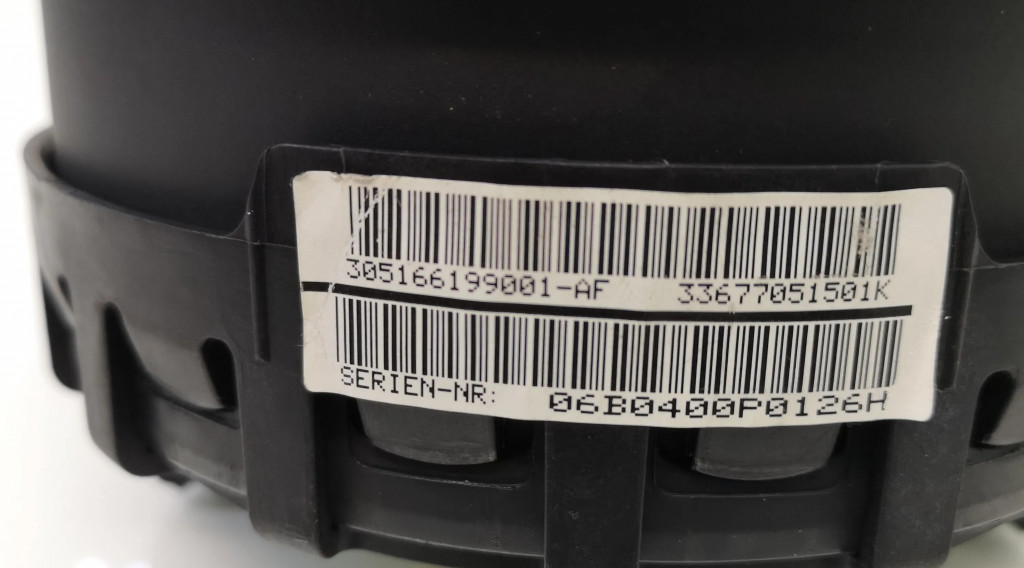 305166199001-AF 33677051501K
SERIEN-NR: 06B0400P0126H